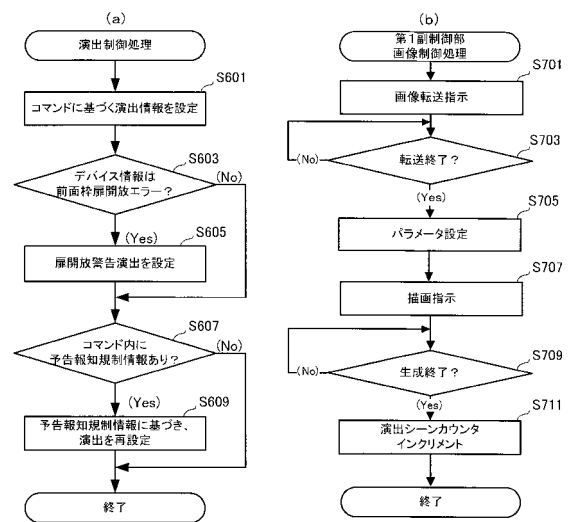 (a)
演出制御処理
S601
コマンドに基づく演出情報を設定
S603
デバイス情報は
前面枠扉開放エラー？
(No)
(Yes)
S605
扉開放警告演出を設定
S607
コマンド内に
予告報知規制情報あり？
(No)
(Yes)
S609
予告報知規制情報に基づき、
演出を再設定
終了
(b)
第１副制御部
画像制御処理
S701
画像転送指示
S703
転送終了？
(No)
(Yes)
S705
パラメータ設定
S707
描画指示
S709
生成終了？
(No)
(Yes)
S711
演出シーンカウンタ
インクリメント
終了